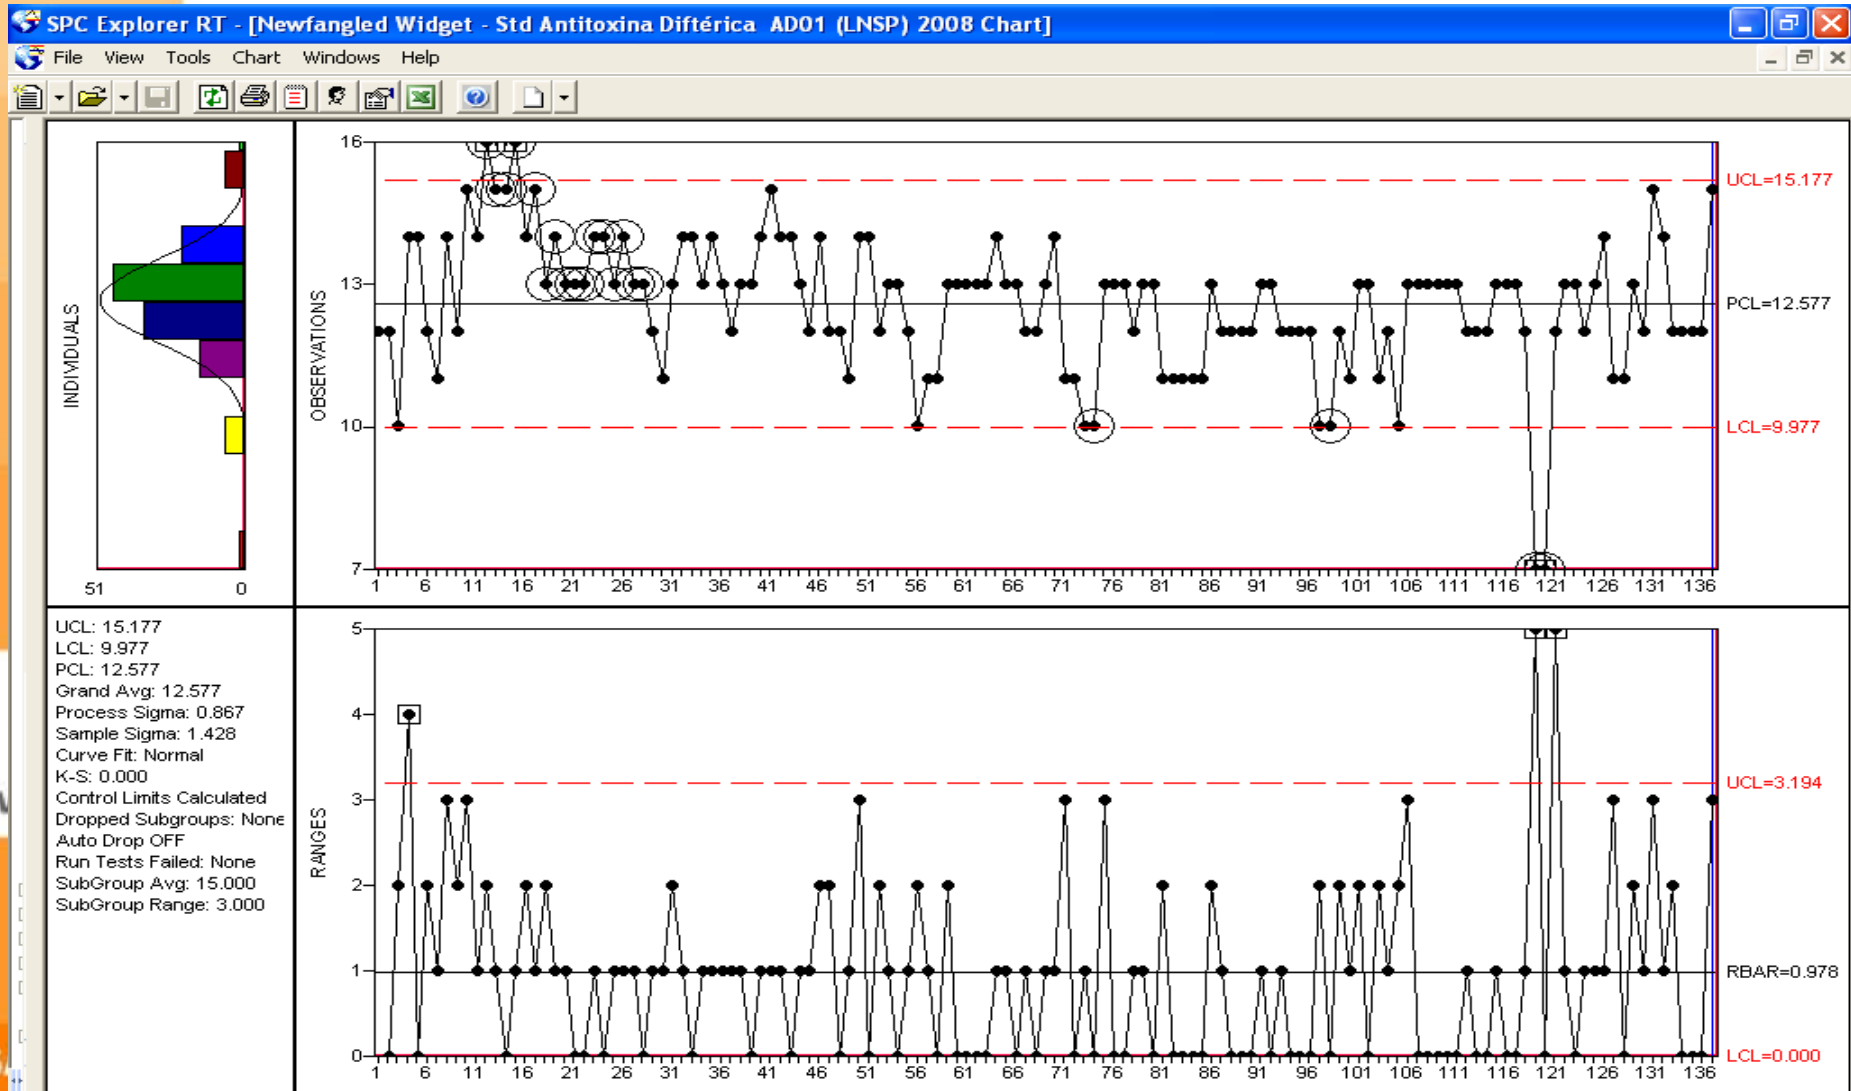 SPC Explorer RT - [Newfangled Widget - Std Antitoxina Diftérica AD01 (LNSP) 2008 Chart]
File View Tools Chart Windows Help
INDIVIDUALS
51 0
OBSERVATIONS
16
13
10
7
UCL=15.177
PCL=12.577
LCL=9.977
1 6 11 16 21 26 31 36 41 46 51 56 61 66 71 76 81 86 91 96 101 106 111 116 121 126 131 136
UCL: 15.177
LCL: 9.977
PCL: 12.577
Grand Avg: 12.577
Process Sigma: 0.867
Sample Sigma: 1.428
Curve Fit: Normal
K-S: 0.000
Control Limits Calculated
Dropped Subgroups: None
Auto Drop OFF
Run Tests Failed: None
SubGroup Avg: 15.000
SubGroup Range: 3.000
RANGES
5
4
3
2
1
0
UCL=3.194
RBAR=0.978
LCL=0.000
1 6 11 16 21 26 31 36 41 46 51 56 61 66 71 76 81 86 91 96 101 106 111 116 121 126 131 136